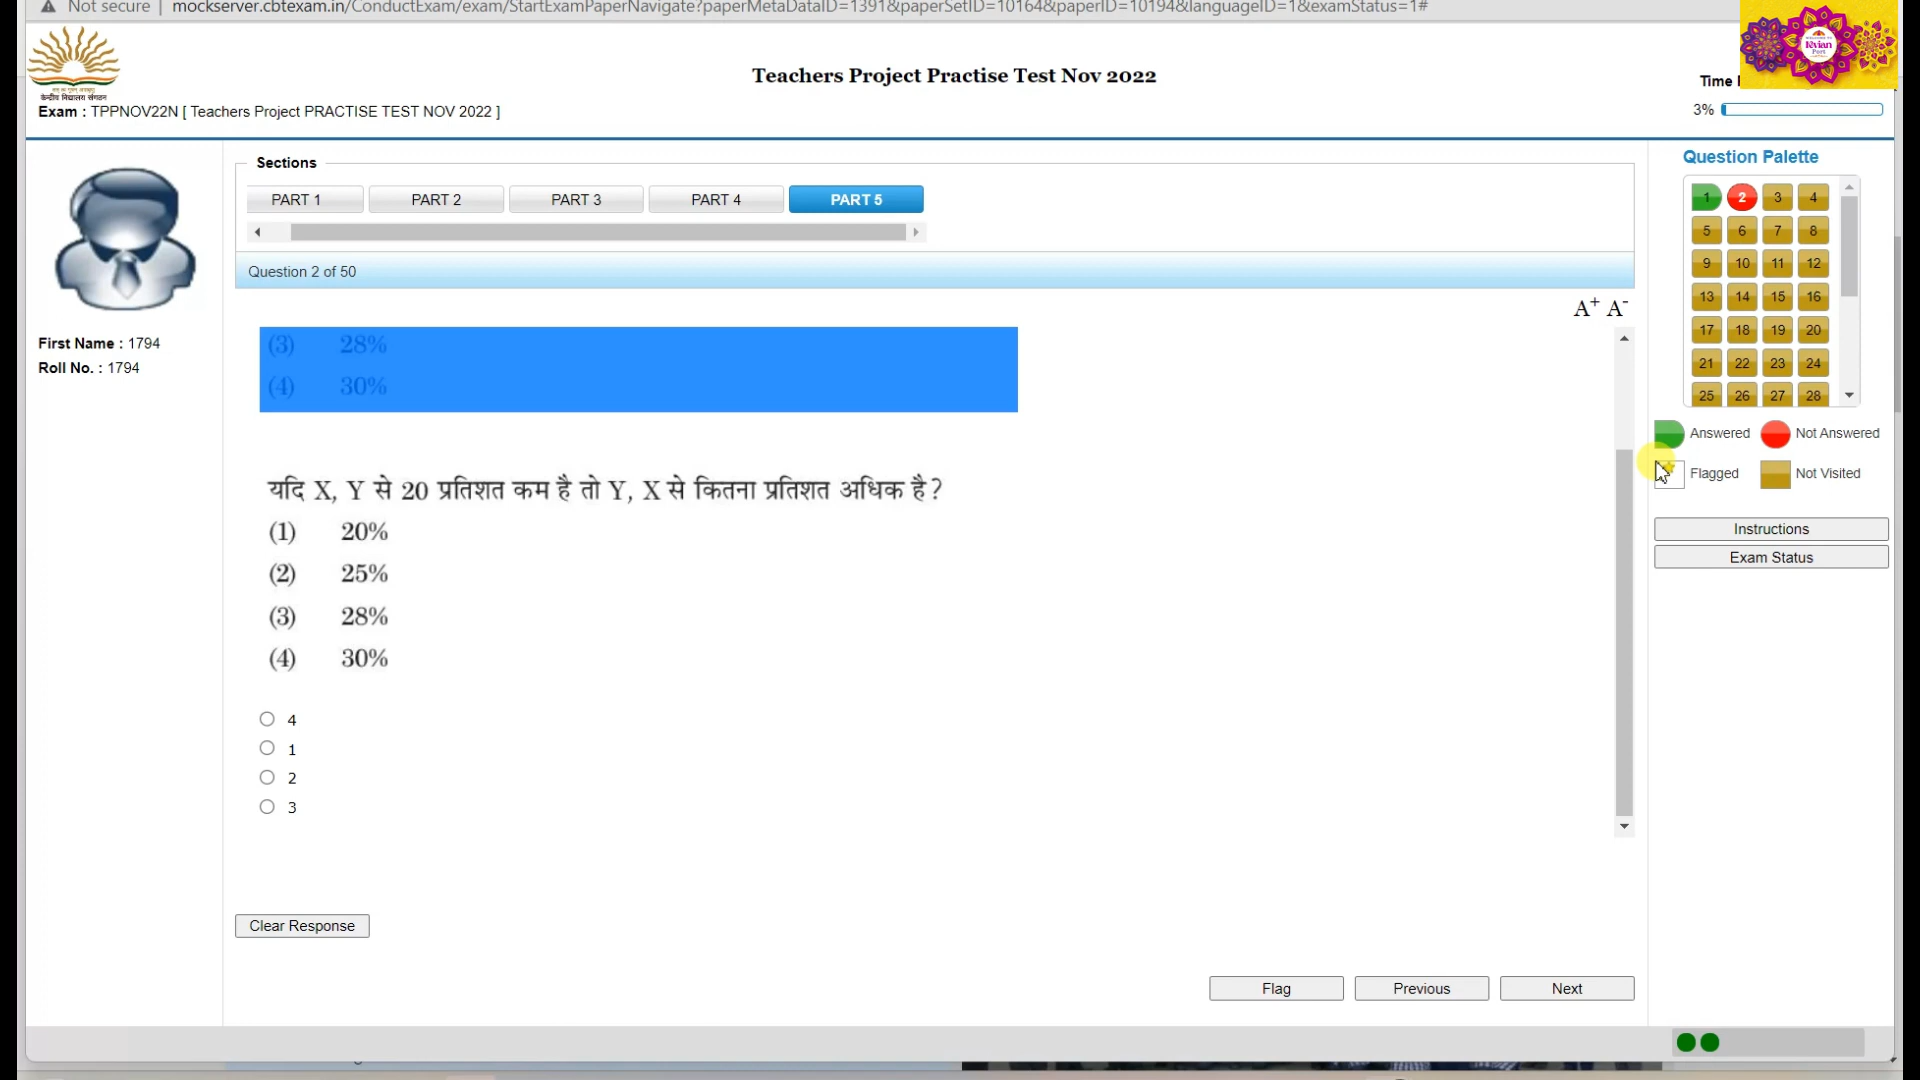 Not secure | mockserver.cbtexam.in/ConductExam/exam/StartExamPaperNavigate?paperMetaDataID=1391&paperSetID=10164&paperID=10194&languageID=1&examStatus=1#
Teachers Project Practise Test Nov 2022
केन्द्रीय विद्यालय संगठन
Exam : TPPNOV22N [ Teachers Project PRACTISE TEST NOV 2022 ]
Time
3%
Sections
PART 1
PART 2
PART 3
PART 4
PART 5
Question 2 of 50
A+ A-
(3) 28%
(4) 30%
यदि X, Y से 20 प्रतिशत कम है तो Y, X से कितना प्रतिशत अधिक है?
(1) 20%
(2) 25%
(3) 28%
(4) 30%
4
1
2
3
Clear Response
Flag
Previous
Next
First Name : 1794
Roll No. : 1794
Question Palette
1 2 3 4
5 6 7 8
9 10 11 12
13 14 15 16
17 18 19 20
21 22 23 24
25 26 27 28
Answered
Not Answered
Flagged
Not Visited
Instructions
Exam Status